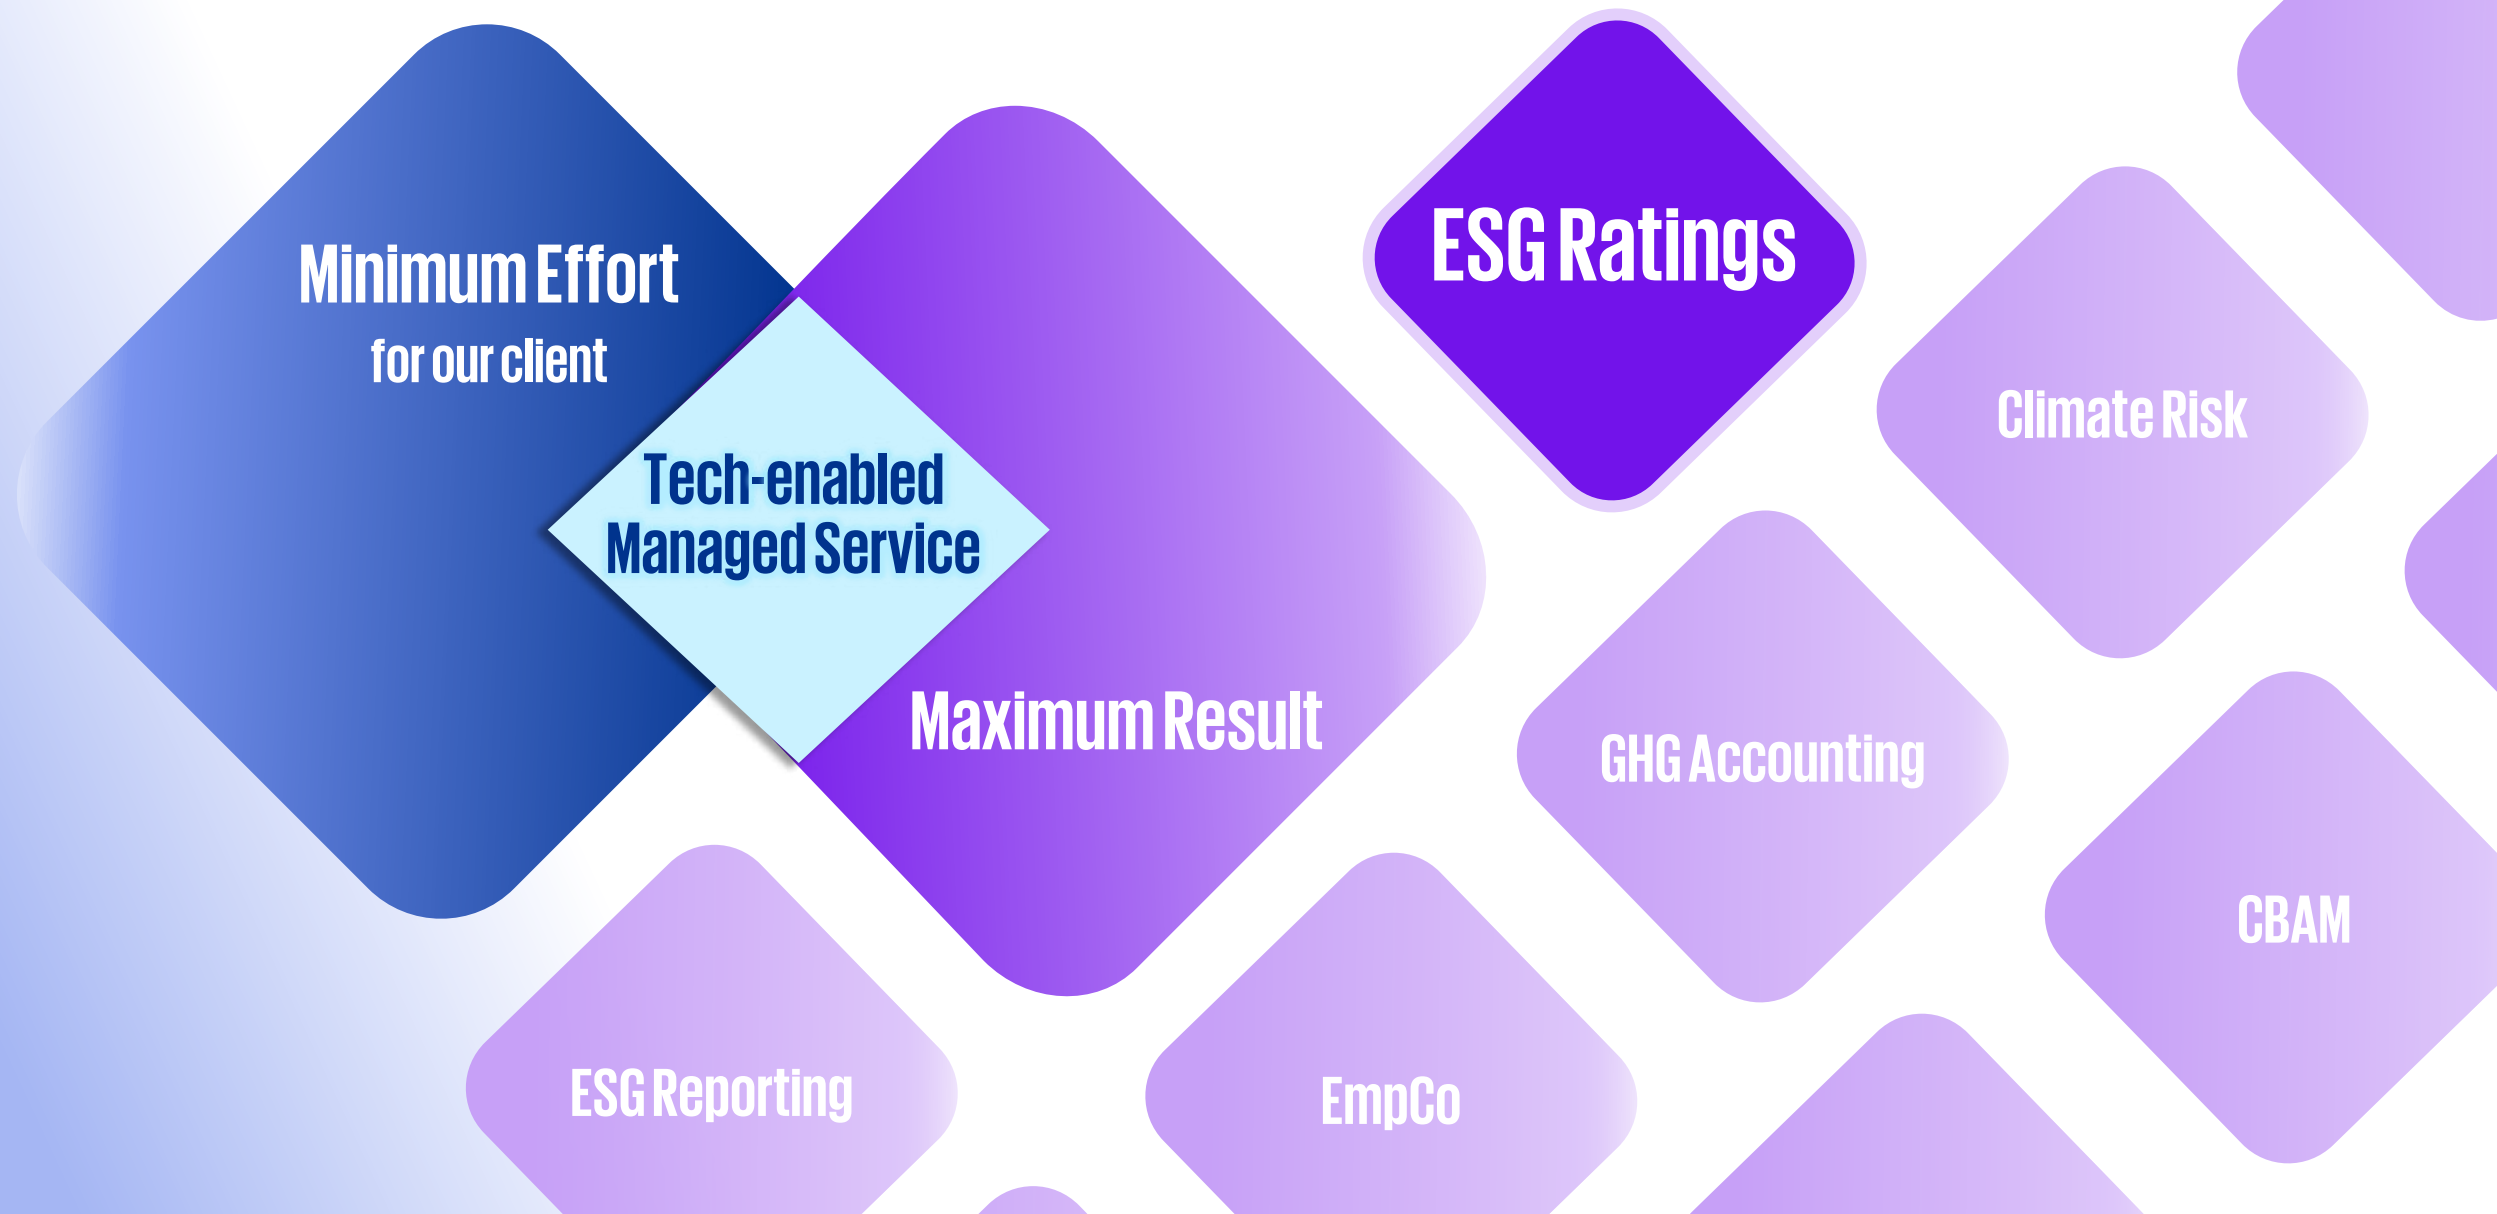 Minimum Effort
for our client
Tech-enabled
Managed Service
Maximum Result
ESG Ratings
Climate Risk
GHG Accounting
CBAM
ESG Reporting
EmpCo